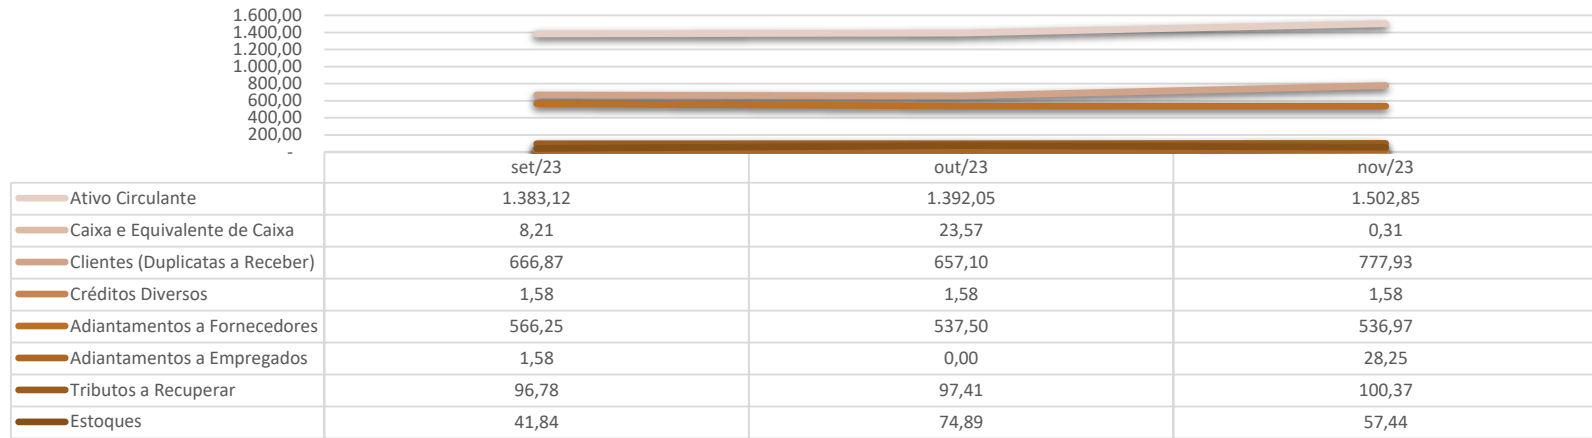 1.600,00
1.400,00
1.200,00
1.000,00
800,00
600,00
400,00
200,00
-
set/23 out/23 nov/23
Ativo Circulante 1.383,12 1.392,05 1.502,85
Caixa e Equivalente de Caixa 8,21 23,57 0,31
Clientes (Duplicatas a Receber) 666,87 657,10 777,93
Créditos Diversos 1,58 1,58 1,58
Adiantamentos a Fornecedores 566,25 537,50 536,97
Adiantamentos a Empregados 1,58 0,00 28,25
Tributos a Recuperar 96,78 97,41 100,37
Estoques 41,84 74,89 57,44